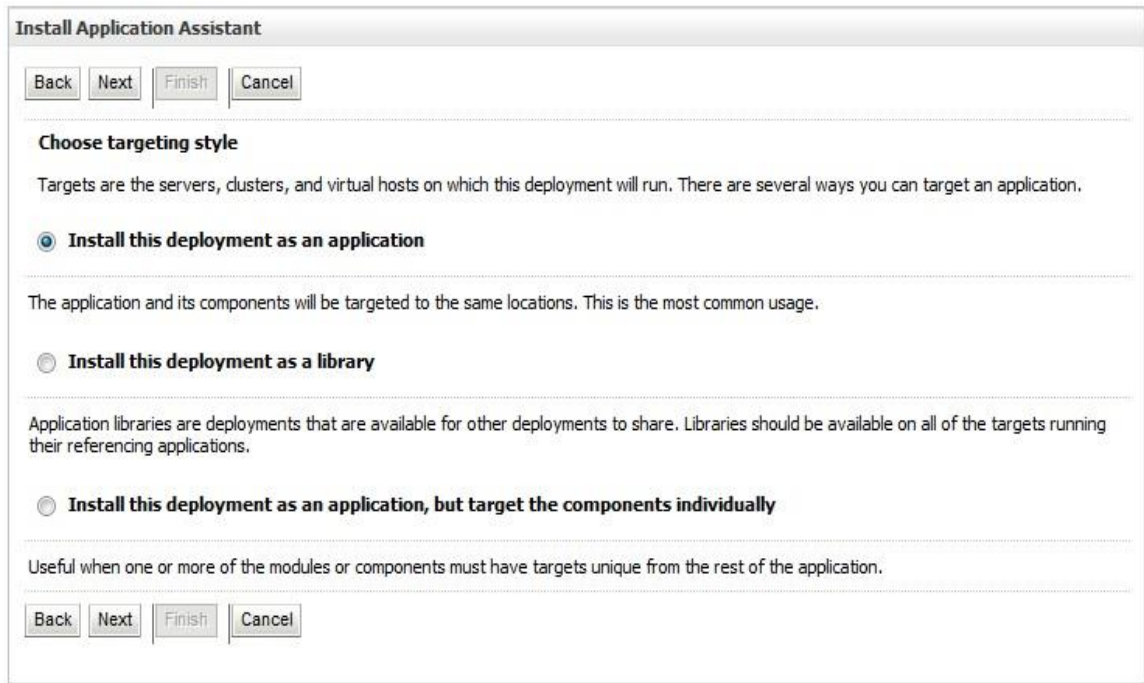 Install Application Assistant
Back Next Finish Cancel
Choose targeting style
Targets are the servers, clusters, and virtual hosts on which this deployment will run. There are several ways you can target an application.
Install this deployment as an application
The application and its components will be targeted to the same locations. This is the most common usage.
Install this deployment as a library
Application libraries are deployments that are available for other deployments to share. Libraries should be available on all of the targets running
their referencing applications.
Install this deployment as an application, but target the components individually
Useful when one or more of the modules or components must have targets unique from the rest of the application.
Back Next Finish Cancel